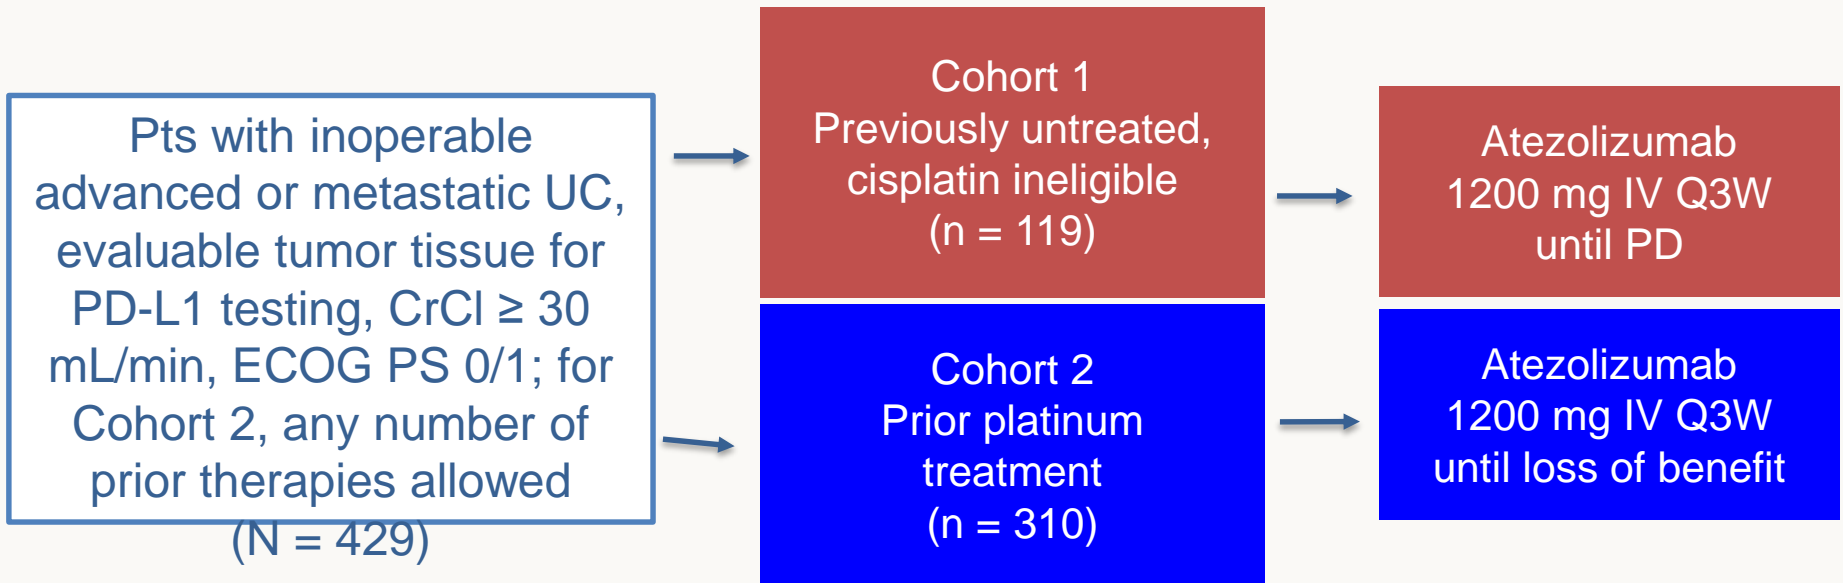 Pts with inoperable
advanced or metastatic UC,
evaluable tumor tissue for
PD-L1 testing, CrCl ≥ 30
mL/min, ECOG PS 0/1; for
Cohort 2, any number of
prior therapies allowed
(N = 429)
Cohort 1
Previously untreated,
cisplatin ineligible
(n = 119)
Atezolizumab
1200 mg IV Q3W
until PD
Cohort 2
Prior platinum
treatment
(n = 310)
Atezolizumab
1200 mg IV Q3W
until loss of benefit